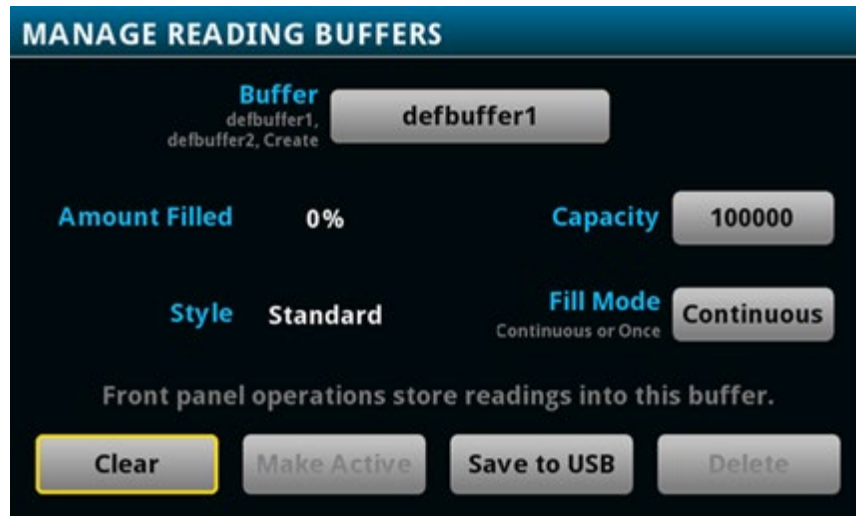 MANAGE READING BUFFERS
Buffer
defbuffer1,
defbuffer2, Create
defbuffer1
Amount Filled 0% Capacity 100000
Style Standard Fill Mode Continuous
Continuous or Once
Front panel operations store readings into this buffer.
Clear Make Active Save to USB Delete